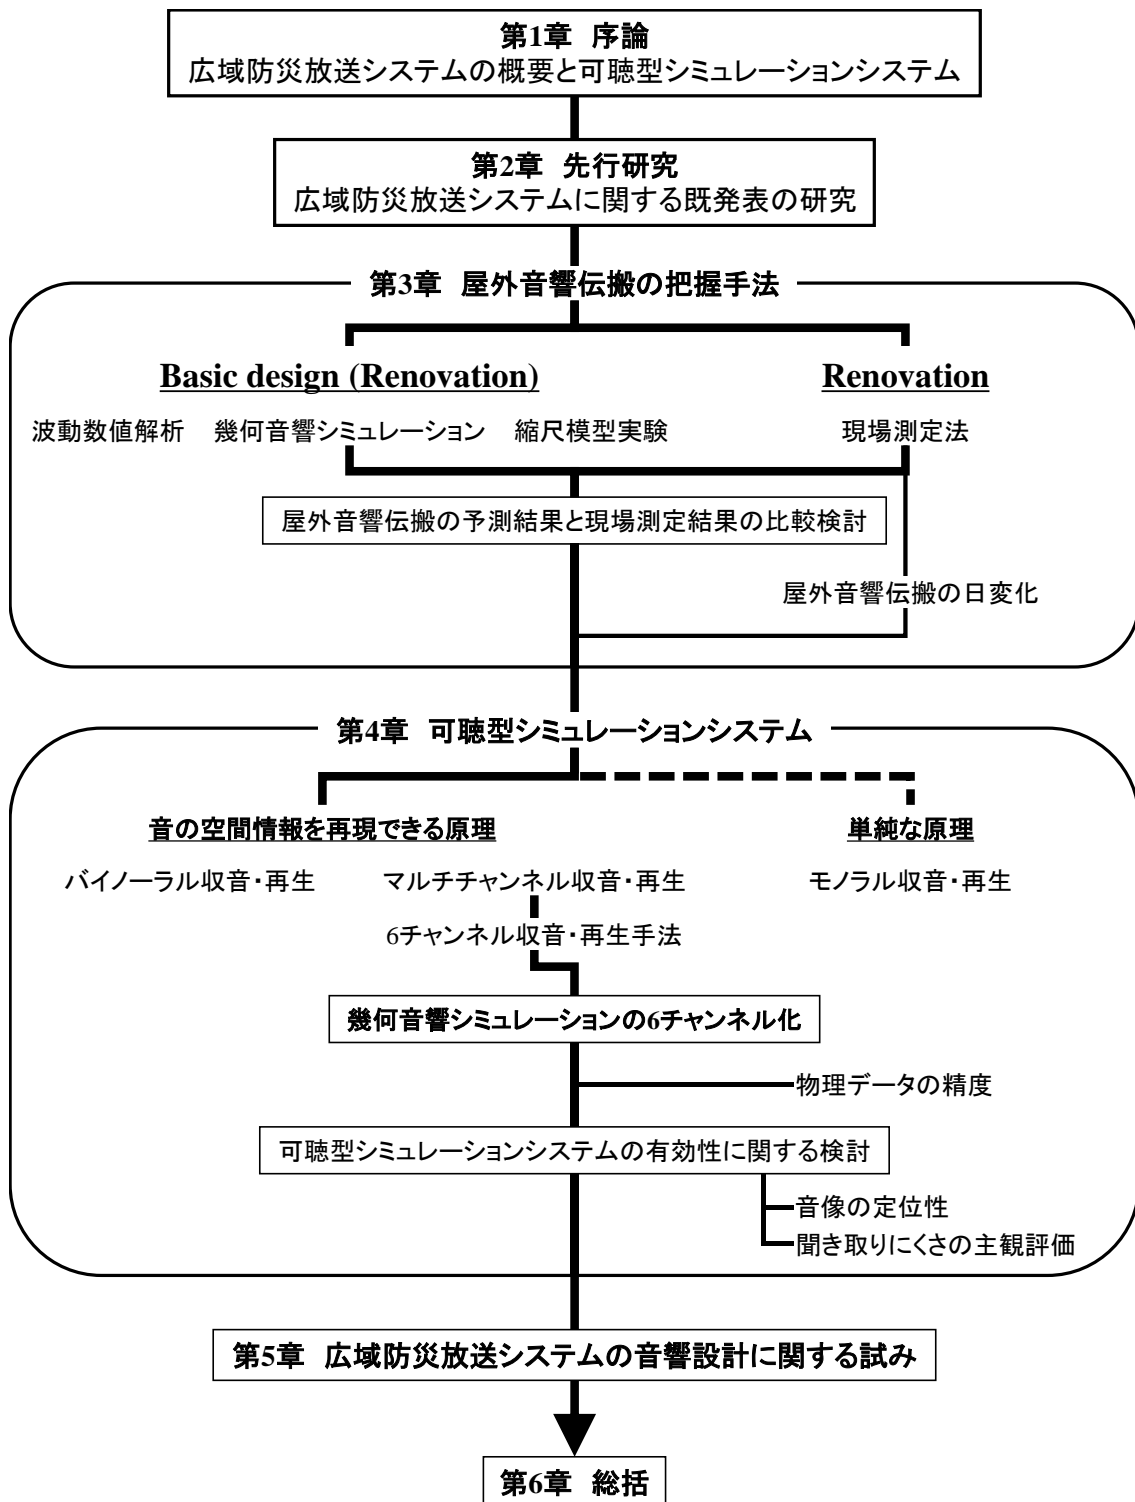 第1章 序論
広域防災放送システムの概要と可聴型シミュレーションシステム
第2章 先行研究
広域防災放送システムに関する既発表の研究
第3章 屋外音響伝搬の把握手法
Basic design (Renovation) Renovation
波動数値解析 幾何音響シミュレーション 縮尺模型実験 現場測定法
屋外音響伝搬の予測結果と現場測定結果の比較検討
屋外音響伝搬の日変化
第4章 可聴型シミュレーションシステム
音の空間情報を再現できる原理 単純な原理
バイノーラル収音・再生 マルチチャンネル収音・再生 モノラル収音・再生
6チャンネル収音・再生手法
幾何音響シミュレーションの6チャンネル化
物理データの精度
可聴型シミュレーションシステムの有効性に関する検討
音像の定位性
聞き取りにくさの主観評価
第5章 広域防災放送システムの音響設計に関する試み
第6章 総括